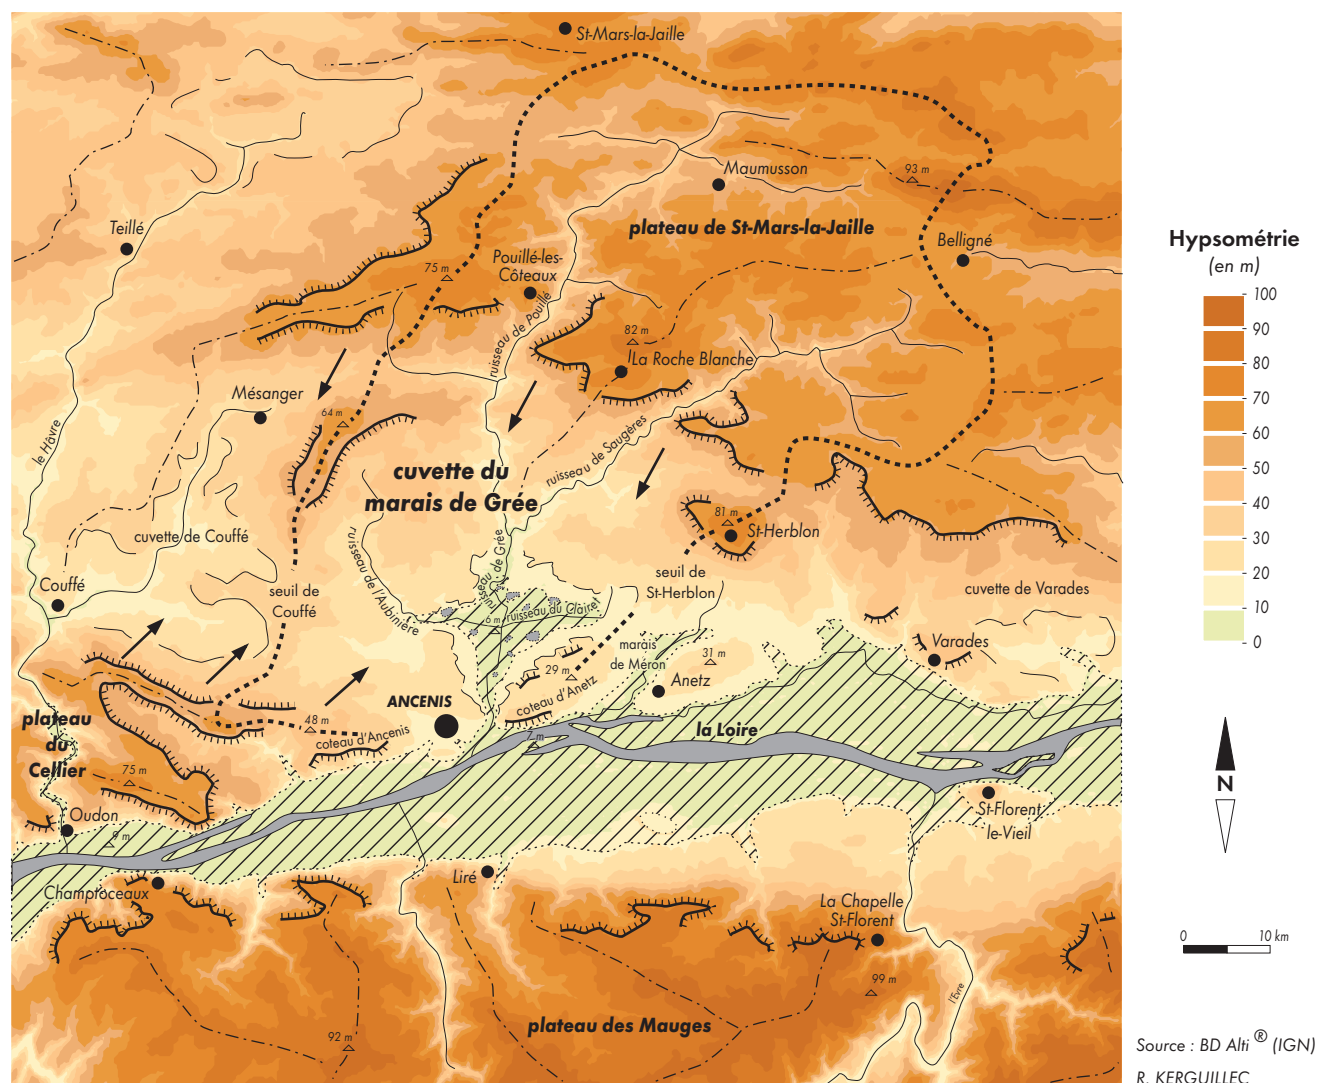 St-Mars-la-Jaille
Maumusson
93 m
plateau de St-Mars-la-Jaille
Teillé
Belligné
Pouillé-les-
Côteaux
75 m
ruisseau de Pouillé
82 m
La Roche Blanche
Mésanger
64 m
le Hâvre
cuvette du
marais de Grée
ruisseau de Saugères
81 m
St-Herblon
cuvette de Couffé
ruisseau de l'Aubinière
de Grée
seuil de
St-Herblon
cuvette de Varades
Couffé
seuil de
Couffé
6 m
ruisseau du Clairet
marais
de Méron
Varades
31 m
29 m
Anetz
coteau d'Anetz
ANCENIS
plateau
du
Cellier
48 m
coteau d'Ancenis
la Loire
7 m
75 m
Oudon
9 m
St-Florent
le-Vieil
Champtoceaux
Liré
La Chapelle
St-Florent
99 m
l'Evre
plateau des Mauges
92 m
Hypsométrie
(en m)
100
90
80
70
60
50
40
30
20
10
0
N
0 10 km
Source : BD Alti ® (IGN)
R. KERGUILLEC